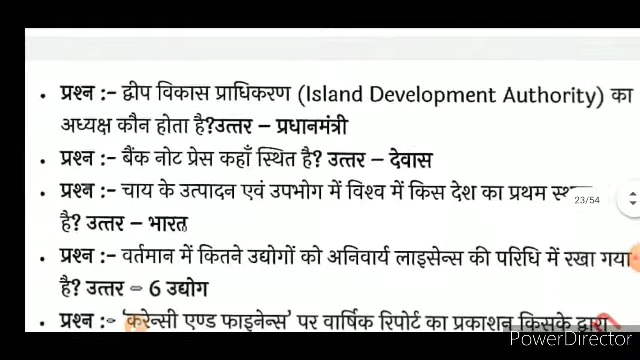 • प्रश्न :- द्वीप विकास प्राधिकरण (Island Development Authority) का
अध्यक्ष कौन होता है?उत्तर – प्रधानमंत्री
• प्रश्न :- बैंक नोट प्रेस कहाँ स्थित है? उत्तर – देवास
• प्रश्न :- चाय के उत्पादन एवं उपभोग में विश्व में किस देश का प्रथम
23/54
है? उत्तर – भारत
• प्रश्न :- वर्तमान में कितने उद्योगों को अनिवार्य लाइसेन्स की परिधि में रखा गया
है? उत्तर – 6 उद्योग
• प्रश्न :- 'करेन्सी एण्ड फाइनेन्स' पर वार्षिक रिपोर्ट का प्रकाशन किसके द्वारा
PowerDirector